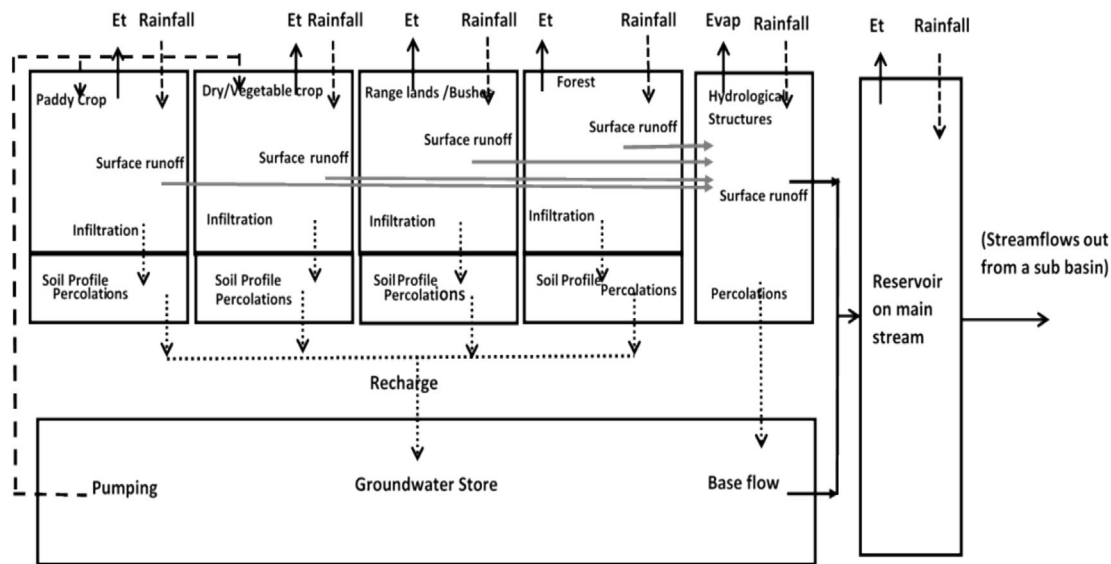 Et Rainfall
Et Rainfall
Et Rainfall
Et Rainfall
Evap Rainfall
Et Rainfall
Paddy Crop
Dry/Vegetable crop
Range lands /Bushes
Forest
Hydrological
Structures
Surface runoff
Surface runoff
Surface runoff
Surface runoff
Surface runoff
Infiltration
Infiltration
Infiltration
Infiltration
Soil Profile
Percolations
Soil Profile
Percolations
Soil Profile
Percolations
Soil Profile
Percolations
Percolations
Reservoir
on main
stream
(Streamflows out
from a sub basin)
Recharge
Pumping
Groundwater Store
Base flow